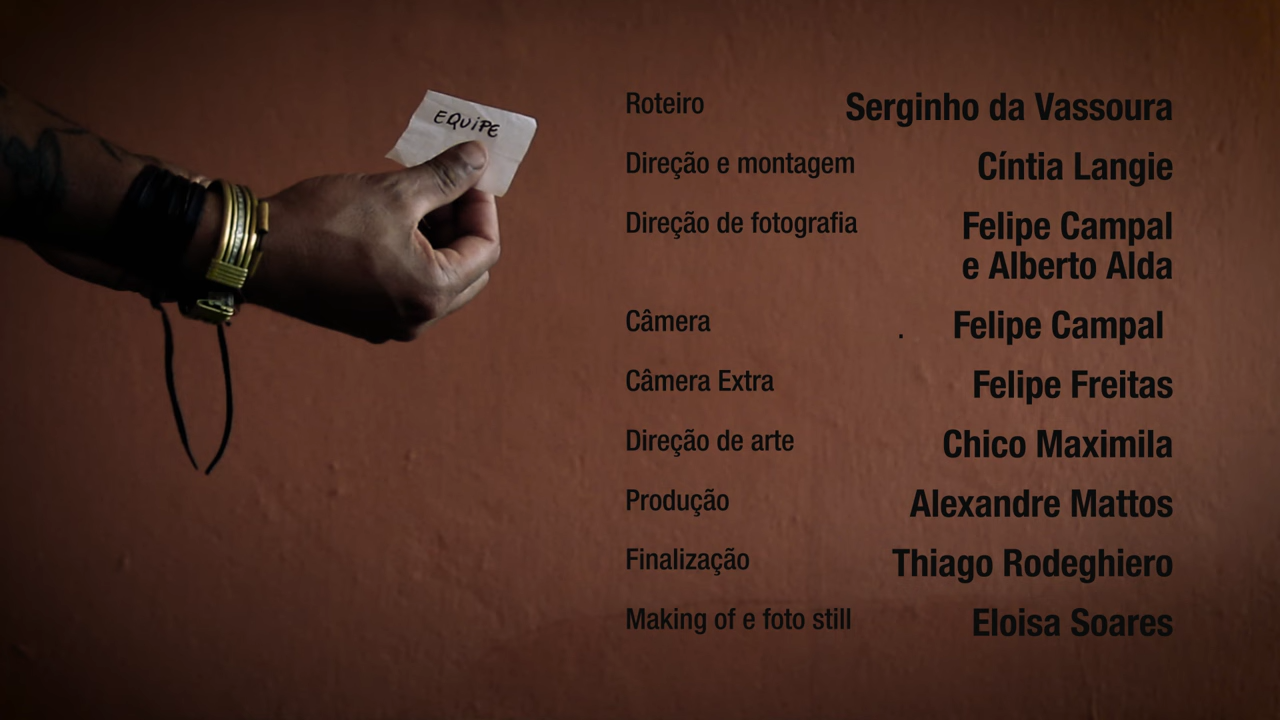 EQUIPE
Roteiro Serginho da Vassoura
Direção e montagem Cíntia Langie
Direção de fotografia Felipe Campal
e Alberto Alda
Câmera . Felipe Campal
Câmera Extra Felipe Freitas
Direção de arte Chico Maximila
Produção Alexandre Mattos
Finalização Thiago Rodeghiero
Making of e foto still Eloisa Soares